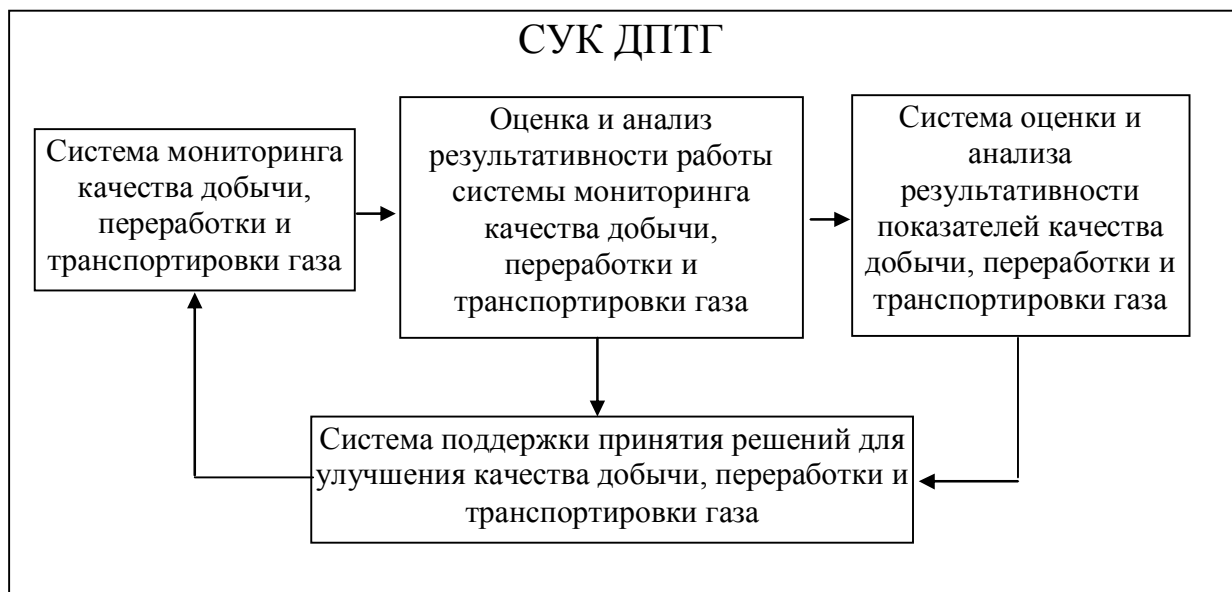 СУК ДПТГ
Система мониторинга
качества добычи,
переработки и
транспортировки газа
Оценка и анализ
результативности работы
системы мониторинга
качества добычи,
переработки и
транспортировки газа
Система оценки и
анализа
результативности
показателей качества
добычи, переработки и
транспортировки газа
Система поддержки принятия решений для
улучшения качества добычи, переработки и
транспортировки газа